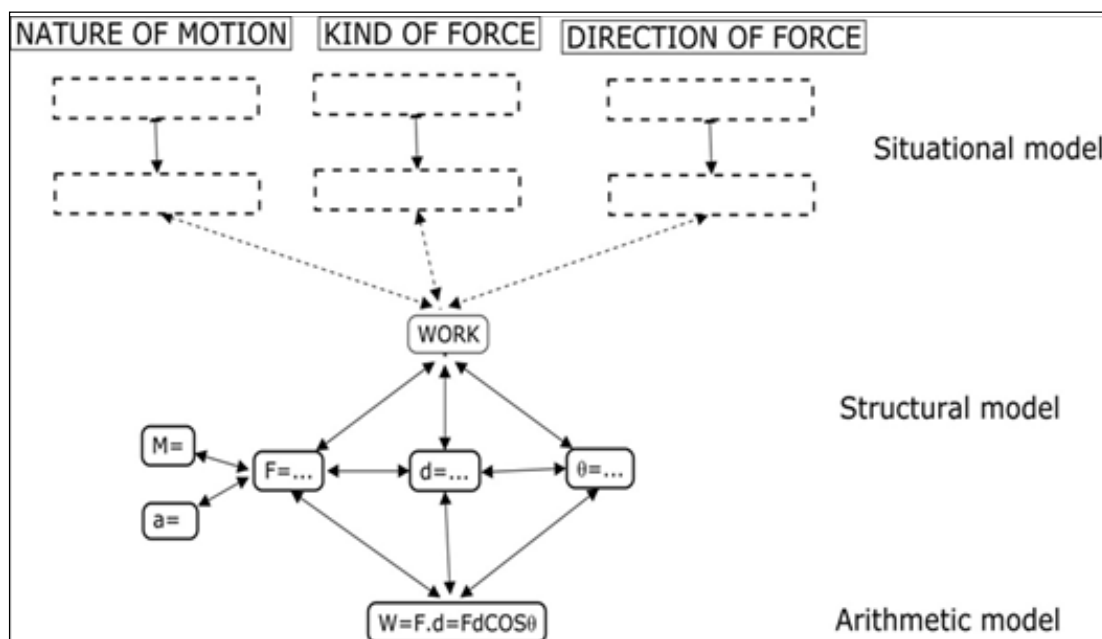 NATURE OF MOTION
KIND OF FORCE
DIRECTION OF FORCE
Situational model
WORK
Structural model
M=
F=...
d=...
θ=...
a=
W=F.d=FdCOSθ
Arithmetic model